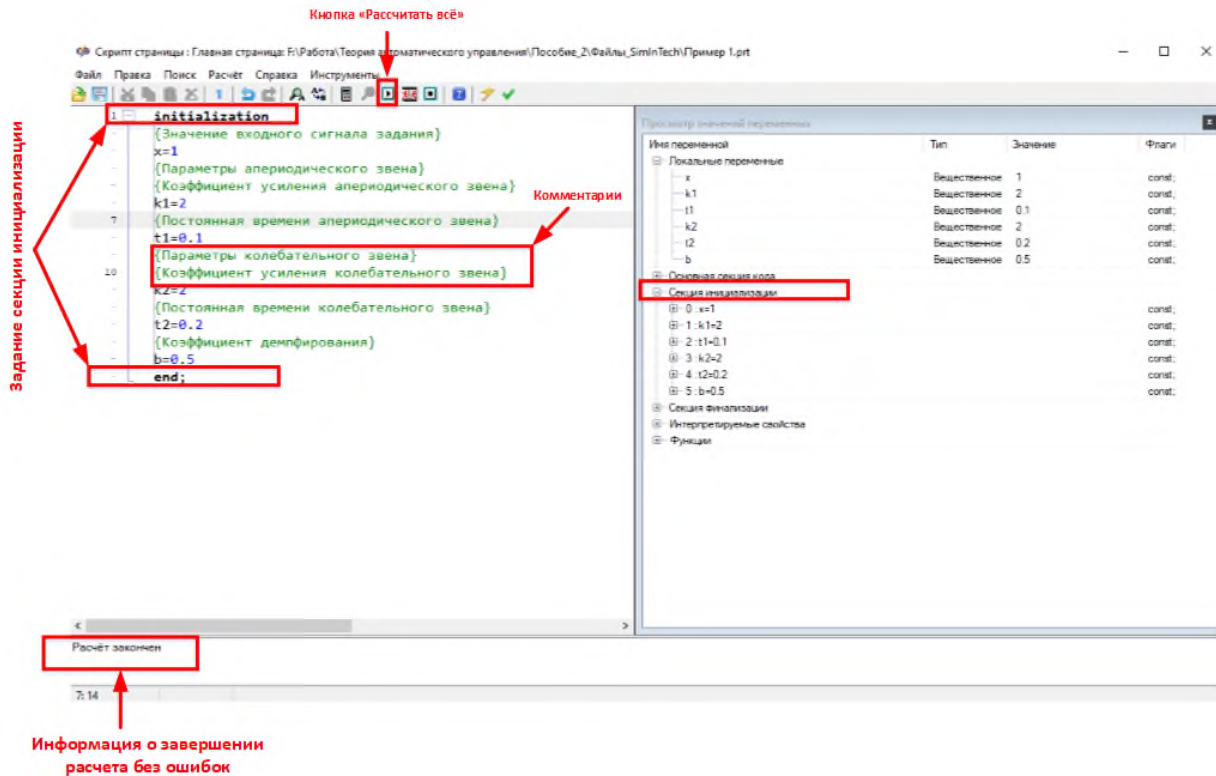 Кнопка «Рассчитать всё»
Скрипт страницы : Главная страница: F:\Работа\Теория автоматического управления\Пособие_2\Файлы_SimInTech\Пример 1.prt
Файл Правка Поиск Расчёт Справка Инструменты
Задание секции инициализации
1 initialization
{Значение входного сигнала задания}
x=1
{Параметры апериодического звена}
{Коэффициент усиления апериодического звена}
k1=2
7 {Постоянная времени апериодического звена}
t1=0.1
{Параметры колебательного звена}
10 {Коэффициент усиления колебательного звена}
k2=2
{Постоянная времени колебательного звена}
t2=0.2
{Коэффициент демпфирования}
b=0.5
end;
Комментарии
Просмотр значений переменных
Имя переменной Тип Значение Флаги
Локальные переменные
x Вещественное 1 const;
k1 Вещественное 2 const;
t1 Вещественное 0.1 const;
k2 Вещественное 2 const;
t2 Вещественное 0.2 const;
b Вещественное 0.5 const;
Основная секция кода
Секция инициализации
0 : x=1 const;
1 : k1=2 const;
2 : t1=0.1 const;
3 : k2=2 const;
4 : t2=0.2 const;
5 : b=0.5 const;
Секция финализации
Интерпретируемые свойства
Функции
Расчёт закончен
7: 14
Информация о завершении
расчета без ошибок